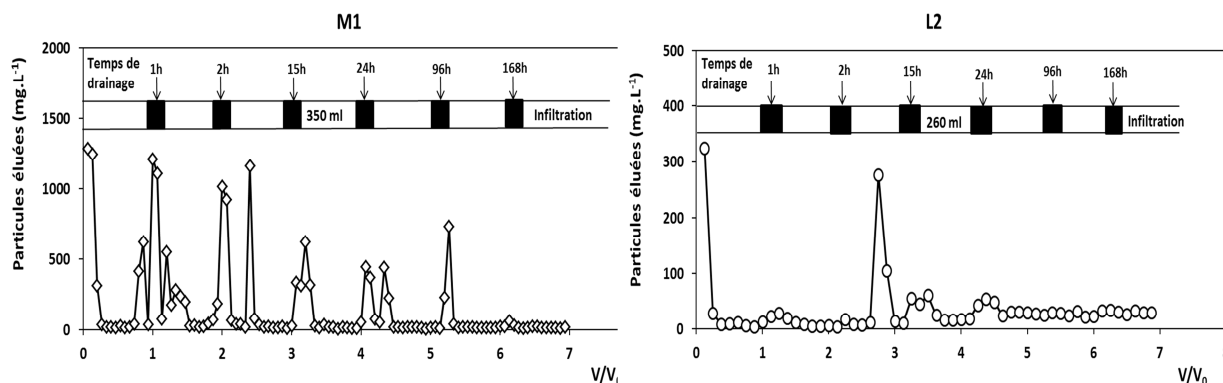 M1
Particules éluées (mg.L-1)
2000
1500
1000
500
0
Temps de
drainage
1h
2h
15h
24h
96h
168h
350 ml
Infiltration
0 1 2 3 4 5 6 7
V/V
L2
Particules éluées (mg.L-1)
500
400
300
200
100
0
Temps de
drainage
1h
2h
15h
24h
96h
168h
260 ml
Infiltration
0 1 2 3 4 5 6 7
V/V0